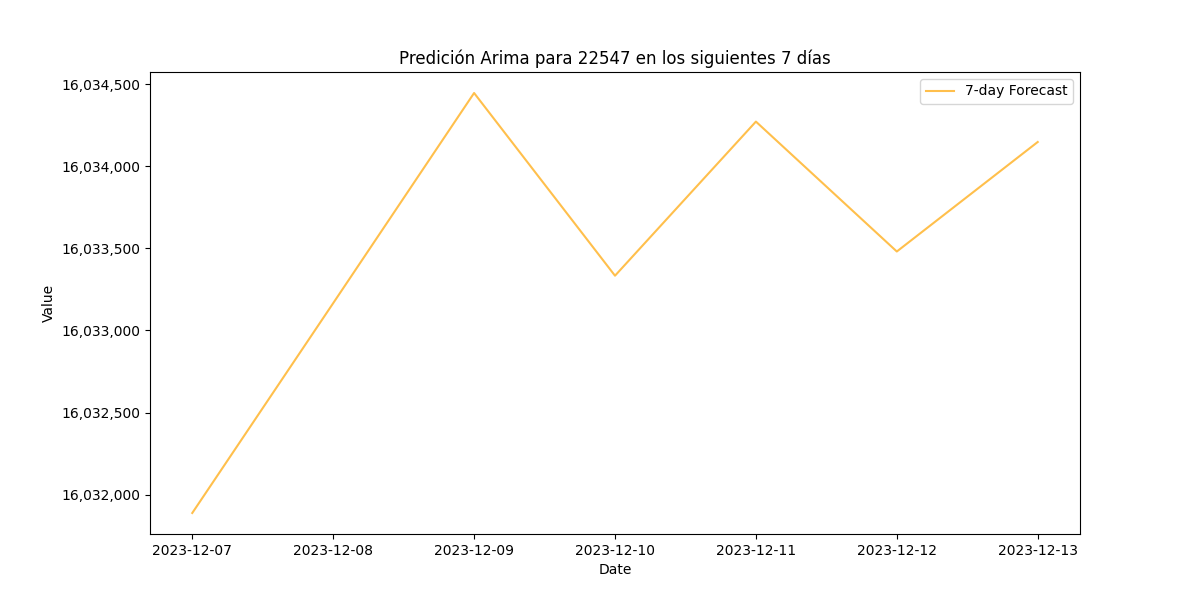 Predición Arima para 22547 en los siguientes 7 días
7-day Forecast
16,034,500
16,034,000
16,033,500
16,033,000
16,032,500
16,032,000
Value
2023-12-07 2023-12-08 2023-12-09 2023-12-10 2023-12-11 2023-12-12 2023-12-13
Date